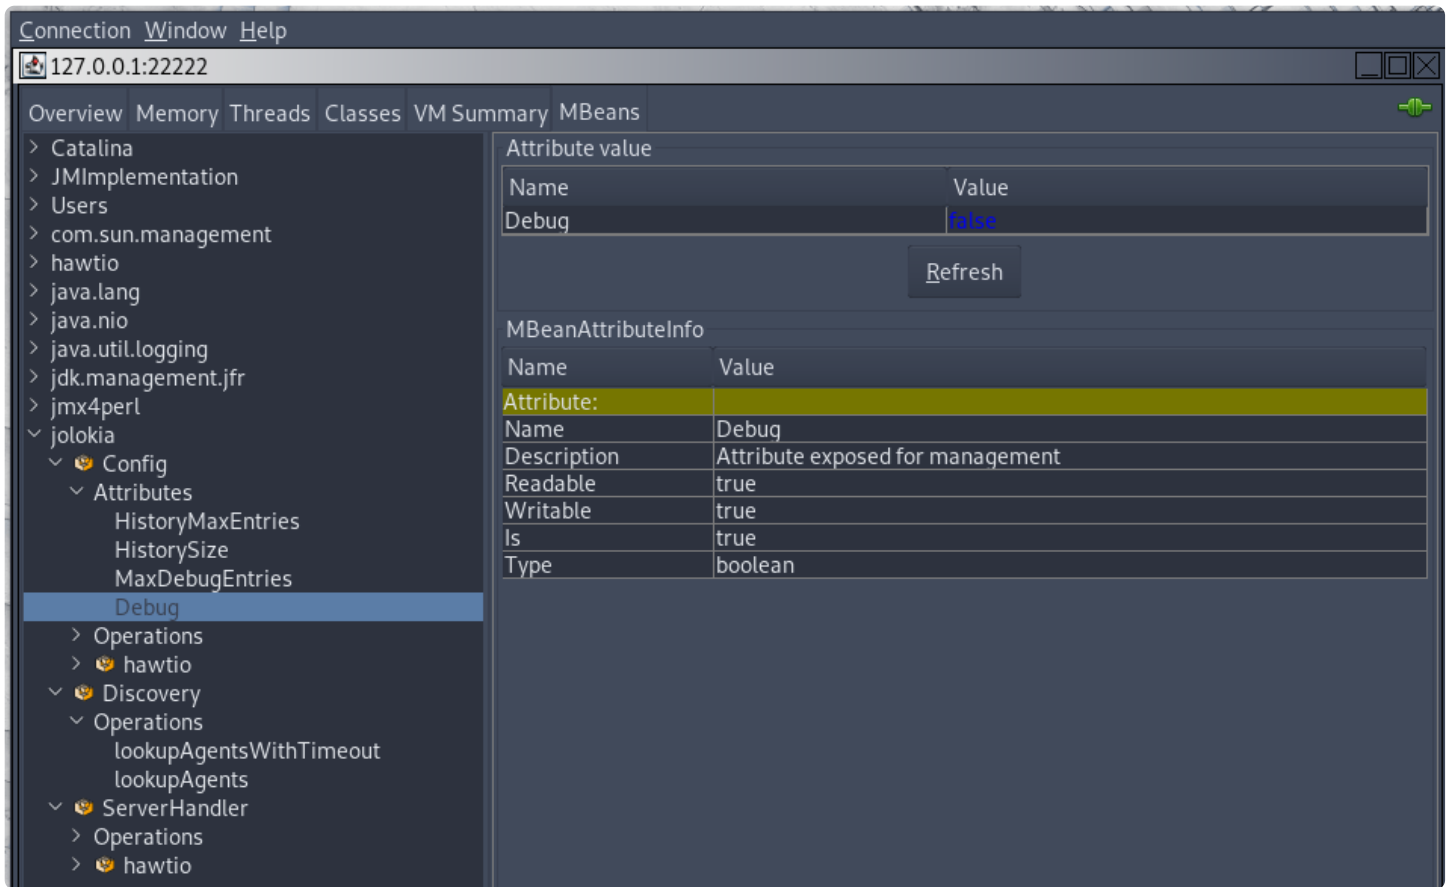 Connection Window Help
127.0.0.1:22222
Overview Memory Threads Classes VM Summary MBeans
Catalina
JMImplementation
Users
com.sun.management
hawtio
java.lang
java.nio
java.util.logging
jdk.management.jfr
jmx4perl
jolokia
Config
Attributes
HistoryMaxEntries
HistorySize
MaxDebugEntries
Debug
Operations
hawtio
Discovery
Operations
lookupAgentsWithTimeout
lookupAgents
ServerHandler
Operations
hawtio
Attribute value
Name Value
Debug false
Refresh
MBeanAttributeInfo
Name Value
Attribute:
Name Debug
Description Attribute exposed for management
Readable true
Writable true
Is true
Type boolean